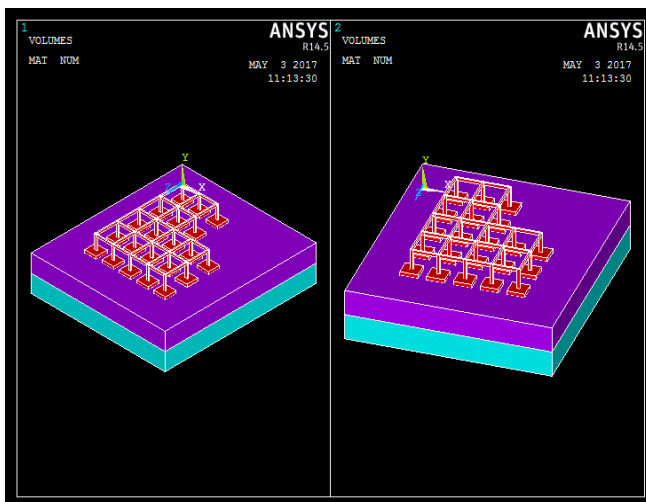 1
ANSYS
R14.5
VOLUMES
MAT NUM
MAY 3 2017
11:13:30
Y
Z
X
2
ANSYS
R14.5
VOLUMES
MAT NUM
MAY 3 2017
11:13:30
Y
Z
X